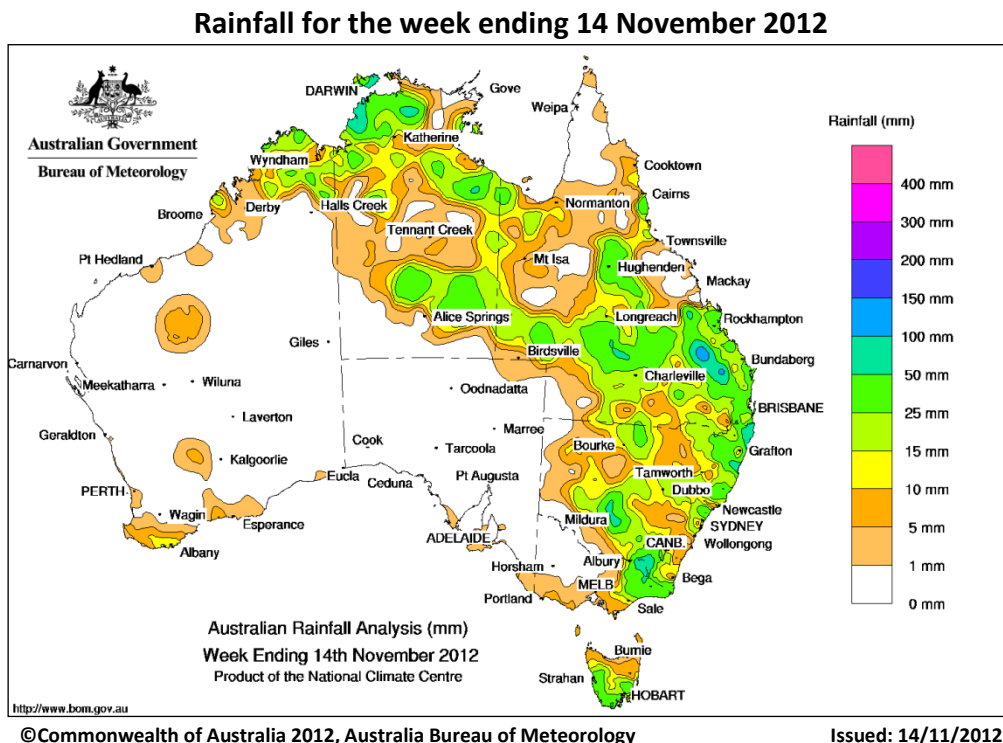 Rainfall for the week ending 14 November 2012
Australian Government
Bureau of Meteorology
DARWIN
Gove
Weipa
Katherine
Wyndham
Cooktown
Cairns
Derby
Halls Creek
Normanton
Broome
Tennant Creek
Townsville
Pt Hedland
Mt Isa
Hughenden
Mackay
Alice Springs
Longreach
Rockhampton
Giles
Birdsville
Bundaberg
Carnarvon
Meekatharra
Wiluna
Oodnadatta
Charleville
BRISBANE
Laverton
Marree
Geraldton
Cook
Tarcoola
Bourke
Grafton
Kalgoorlie
Eucla
Ceduna
Pt Augusta
Tamworth
PERTH
Dubbo
Newcastle
Wagin
Esperance
Mildura
SYDNEY
ADELAIDE
CANB.
Wollongong
Albany
Horsham
Albury
MELB
Bega
Portland
Sale
Burnie
Strahan
HOBART
Rainfall (mm)
400 mm
300 mm
200 mm
150 mm
100 mm
50 mm
25 mm
15 mm
10 mm
5 mm
1 mm
0 mm
Australian Rainfall Analysis (mm)
Week Ending 14th November 2012
Product of the National Climate Centre
http://www.bom.gov.au
©Commonwealth of Australia 2012, Australia Bureau of Meteorology
Issued: 14/11/2012